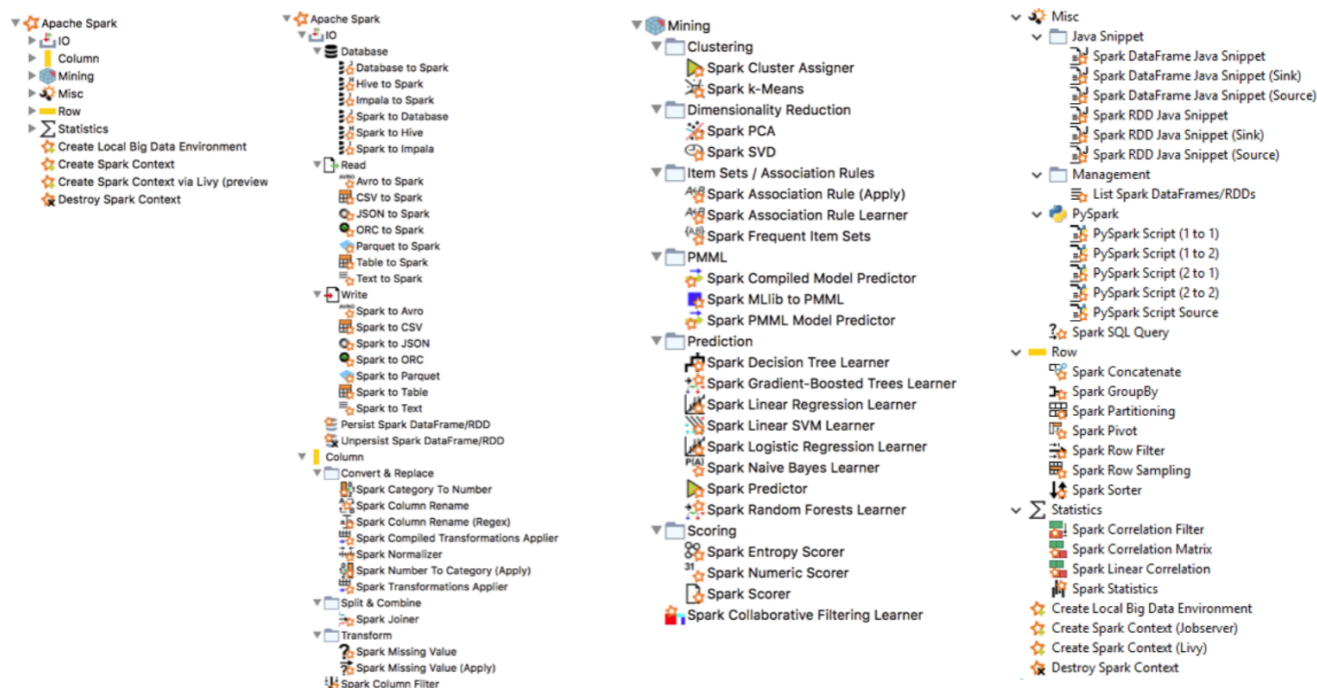 Apache Spark
IO
Column
Mining
Misc
Row
Statistics
Create Local Big Data Environment
Create Spark Context
Create Spark Context via Livy (preview
Destroy Spark Context
Apache Spark
IO
Database
Database to Spark
Hive to Spark
Impala to Spark
Spark to Database
Spark to Hive
Spark to Impala
Read
Avro to Spark
CSV to Spark
JSON to Spark
ORC to Spark
Parquet to Spark
Table to Spark
Text to Spark
Write
Spark to Avro
Spark to CSV
Spark to JSON
Spark to ORC
Spark to Parquet
Spark to Table
Spark to Text
Persist Spark DataFrame/RDD
Unpersist Spark DataFrame/RDD
Column
Convert & Replace
Spark Category To Number
Spark Column Rename
Spark Column Rename (Regex)
Spark Compiled Transformations Applier
Spark Normalizer
Spark Number To Category (Apply)
Spark Transformations Applier
Split & Combine
Spark Joiner
Transform
Spark Missing Value
Spark Missing Value (Apply)
Spark Column Filter
Mining
Clustering
Spark Cluster Assigner
Spark k-Means
Dimensionality Reduction
Spark PCA
Spark SVD
Item Sets / Association Rules
Spark Association Rule (Apply)
Spark Association Rule Learner
Spark Frequent Item Sets
PMML
Spark Compiled Model Predictor
Spark MLlib to PMML
Spark PMML Model Predictor
Prediction
Spark Decision Tree Learner
Spark Gradient-Boosted Trees Learner
Spark Linear Regression Learner
Spark Linear SVM Learner
Spark Logistic Regression Learner
Spark Naive Bayes Learner
Spark Predictor
Spark Random Forests Learner
Scoring
Spark Entropy Scorer
Spark Numeric Scorer
Spark Scorer
Spark Collaborative Filtering Learner
Misc
Java Snippet
Spark DataFrame Java Snippet
Spark DataFrame Java Snippet (Sink)
Spark DataFrame Java Snippet (Source)
Spark RDD Java Snippet
Spark RDD Java Snippet (Sink)
Spark RDD Java Snippet (Source)
Management
List Spark DataFrames/RDDs
PySpark
PySpark Script (1 to 1)
PySpark Script (1 to 2)
PySpark Script (2 to 1)
PySpark Script (2 to 2)
PySpark Script Source
Spark SQL Query
Row
Spark Concatenate
Spark GroupBy
Spark Partitioning
Spark Pivot
Spark Row Filter
Spark Row Sampling
Spark Sorter
Statistics
Spark Correlation Filter
Spark Correlation Matrix
Spark Linear Correlation
Spark Statistics
Create Local Big Data Environment
Create Spark Context (Jobserver)
Create Spark Context (Livy)
Destroy Spark Context